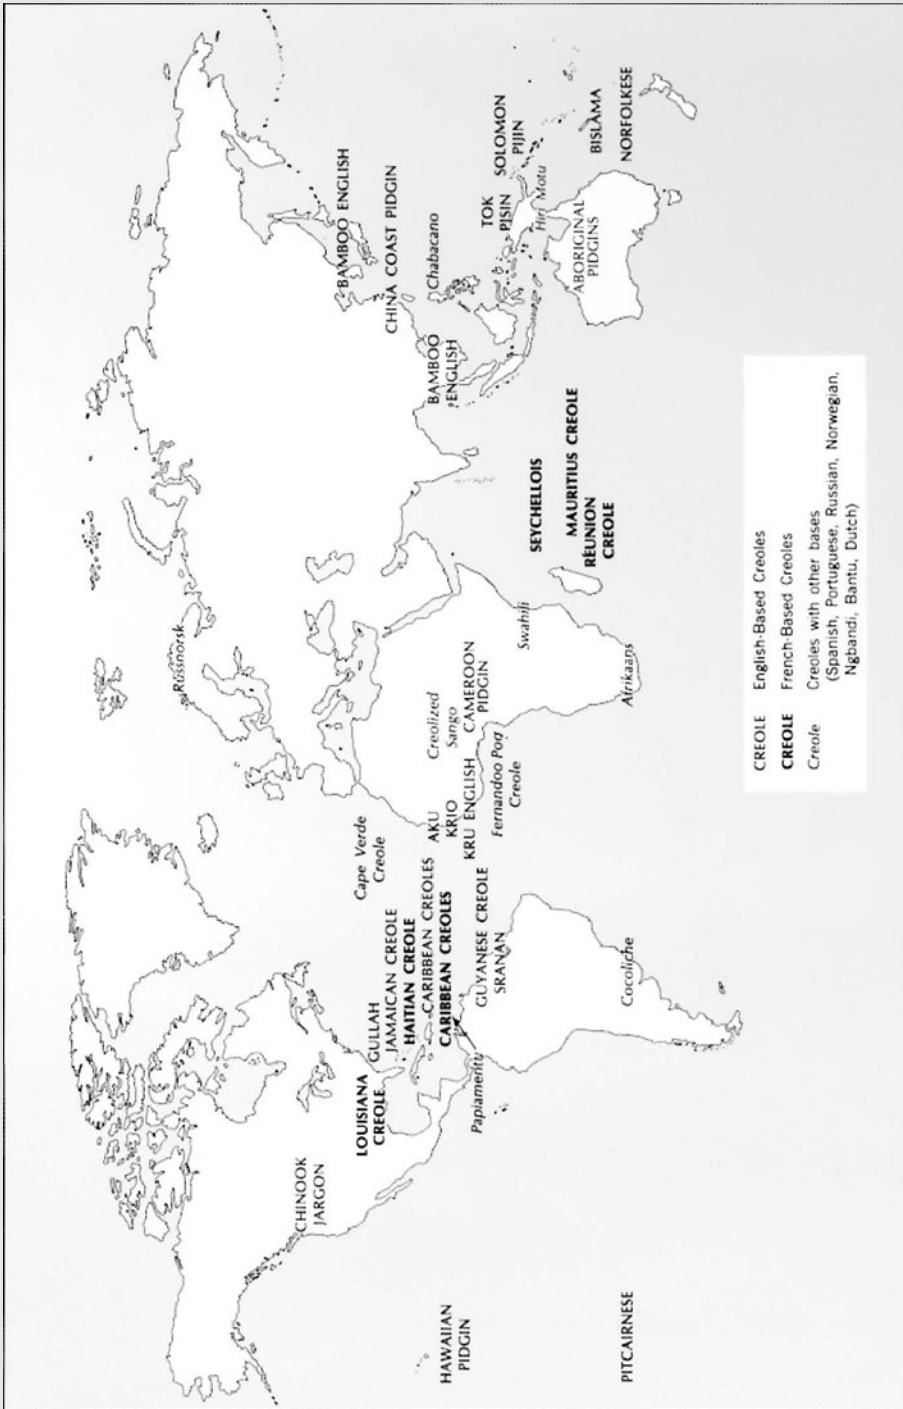 Russnorsk
BAMBOO ENGLISH
CHINA COAST PIDGIN
Chabacano
BAMBOO
ENGLISH
TOK
PISIN
SOLOMON
PIJIN
Hiri Motu
BISLAMA
NORFOLKESE
ABORIGINAL
PIDGINS
SEYCHELLOIS
MAURITIUS CREOLE
RÉUNION
CREOLE
Swahili
Afrikaans
Creolized
Sango
CAMEROON
PIDGIN
Fernandoo Poo
Creole
AKU
KRIO
KRU ENGLISH
Cape Verde
Creole
CHINOOK
JARGON
LOUISIANA
CREOLE
GULLAH
JAMAICAN CREOLE
HAITIAN CREOLE
CARIBBEAN CREOLES
CARIBBEAN CREOLES
GUYANESE CREOLE
SRANAN
Papiamentu
Cocoliche
HAWAIIAN
PIDGIN
PITCAIRNESE
CREOLE English-Based Creoles
CREOLE French-Based Creoles
Creole Creoles with other bases
(Spanish, Portuguese, Russian, Norwegian,
Ngbandi, Bantu, Dutch)